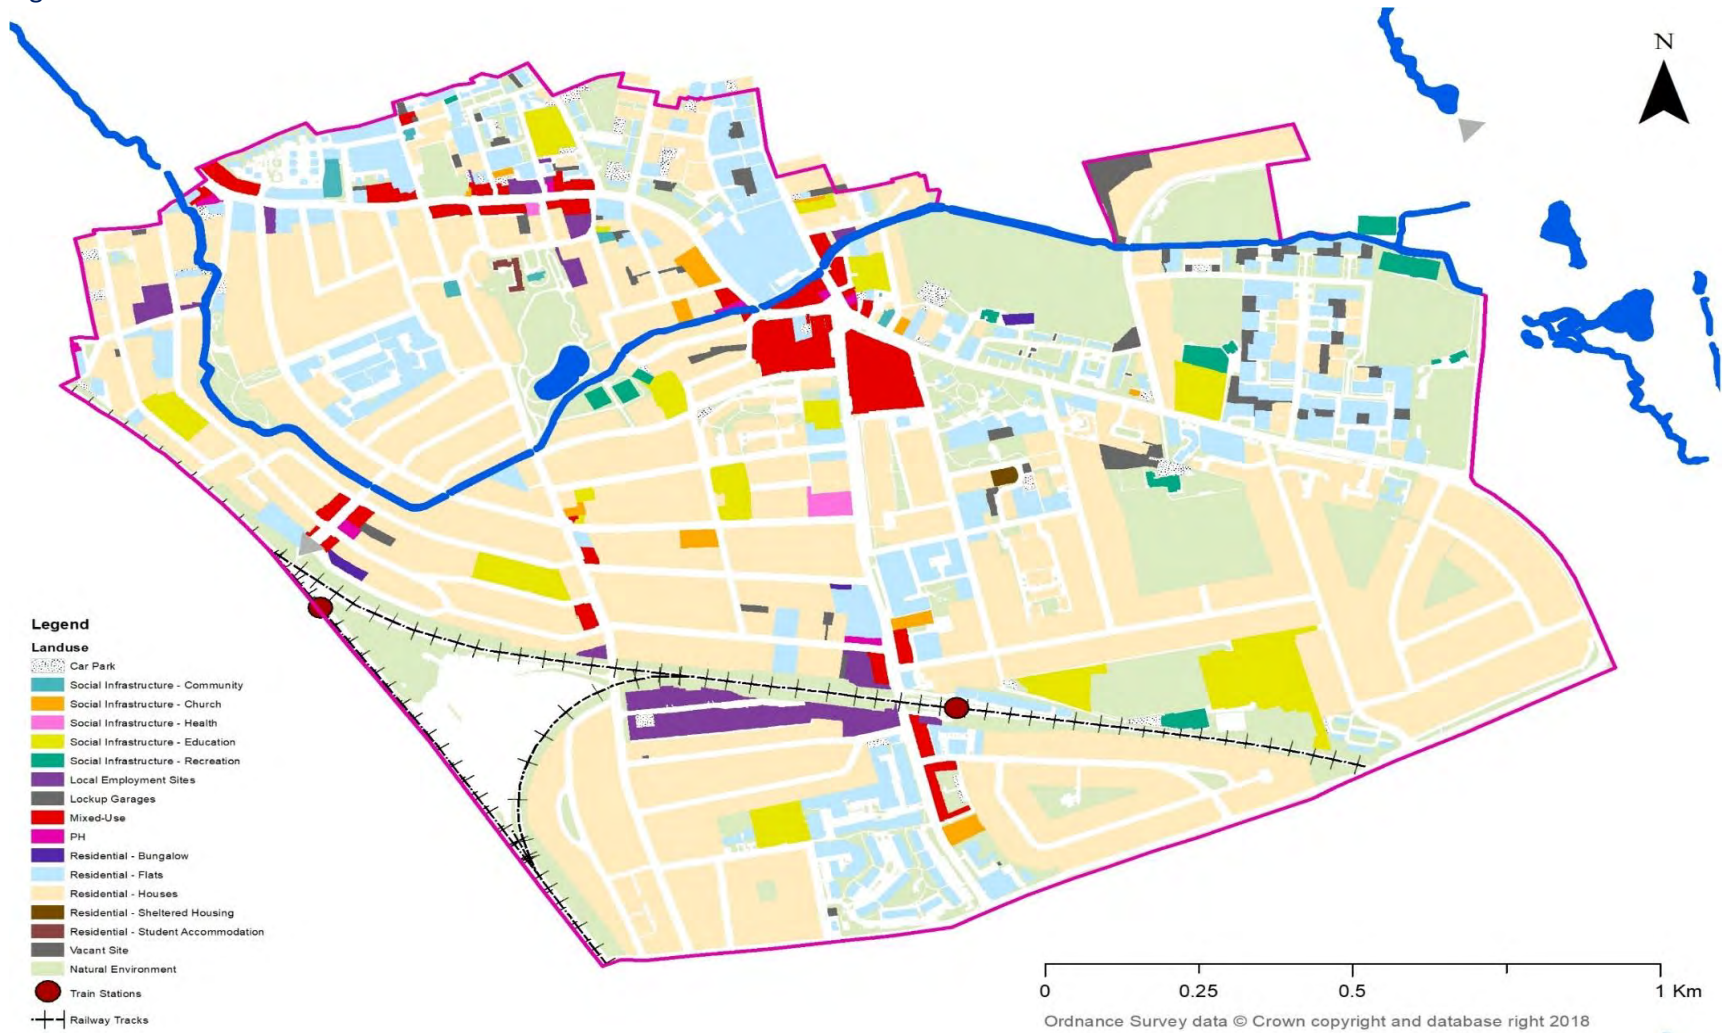 N
Legend
Landuse
Car Park
Social Infrastructure - Community
Social Infrastructure - Church
Social Infrastructure - Health
Social Infrastructure - Education
Social Infrastructure - Recreation
Local Employment Sites
Lockup Garages
Mixed-Use
PH
Residential - Bungalow
Residential - Flats
Residential - Houses
Residential - Sheltered Housing
Residential - Student Accommodation
Vacant Site
Natural Environment
Train Stations
Railway Tracks
0 0.25 0.5 1 Km
Ordnance Survey data © Crown copyright and database right 2018